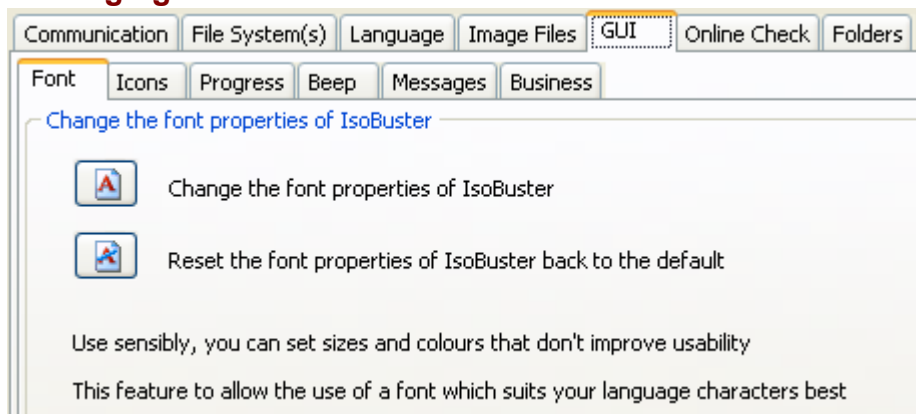 Communication File System(s) Language Image Files GUI Online Check Folders
Font Icons Progress Beep Messages Business
Change the font properties of IsoBuster
Change the font properties of IsoBuster
Reset the font properties of IsoBuster back to the default
Use sensibly, you can set sizes and colours that don't improve usability
This feature to allow the use of a font which suits your language characters best